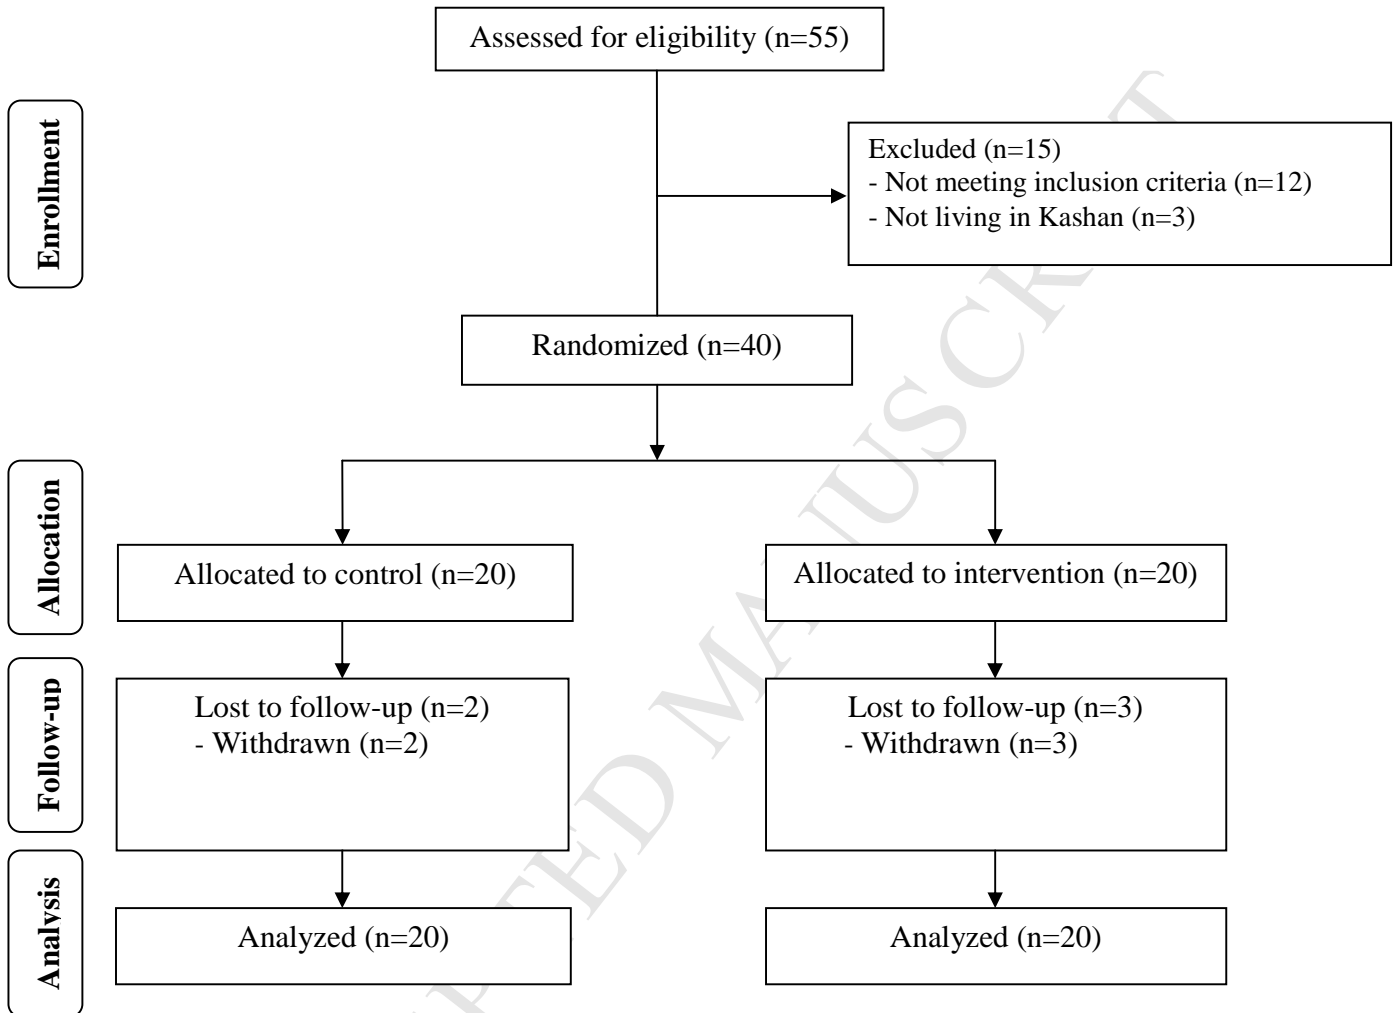 Assessed for eligibility (n=55)
Enrollment
Excluded (n=15)
- Not meeting inclusion criteria (n=12)
- Not living in Kashan (n=3)
Randomized (n=40)
Allocation
Allocated to control (n=20)
Allocated to intervention (n=20)
Follow-up
Lost to follow-up (n=2)
- Withdrawn (n=2)
Lost to follow-up (n=3)
- Withdrawn (n=3)
Analysis
Analyzed (n=20)
Analyzed (n=20)
PTED MANUSCRIPT